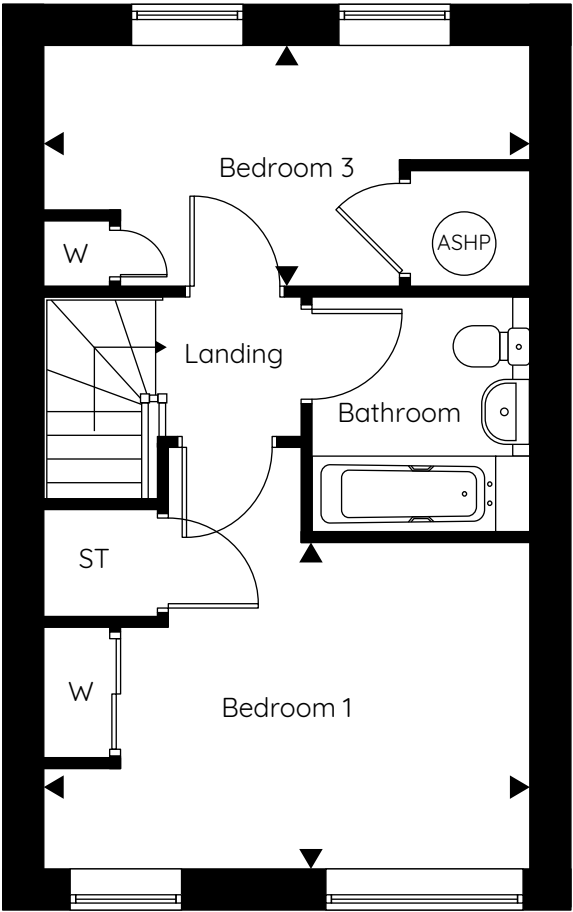 Bedroom 3
W
ASHP
Landing
Bathroom
ST
W
Bedroom 1